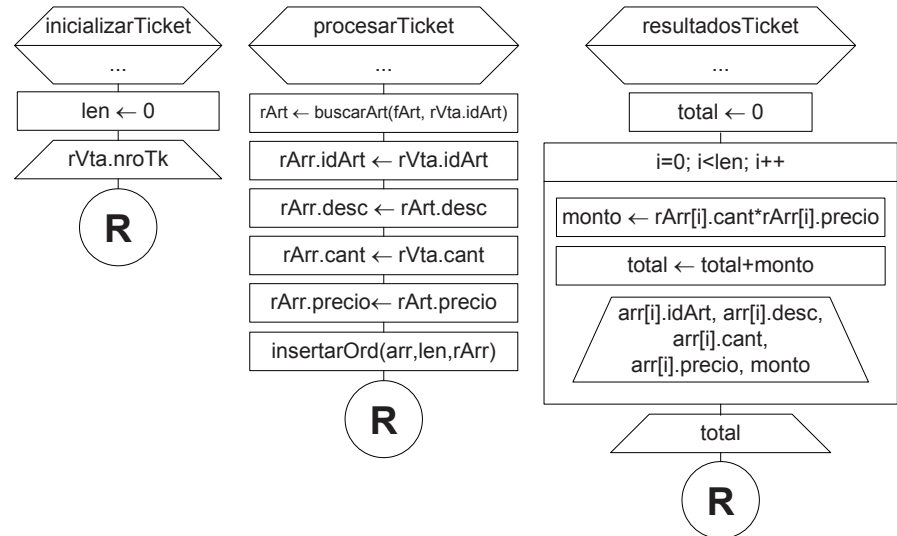 inicializarTicket
...
len ← 0
rVta.nroTk
R
procesarTicket
...
rArt ← buscarArt(fArt, rVta.idArt)
rArr.idArt ← rVta.idArt
rArr.desc ← rArt.desc
rArr.cant ← rVta.cant
rArr.precio← rArt.precio
insertarOrd(arr,len,rArr)
R
resultadosTicket
...
total ← 0
i=0; i<len; i++
monto ← rArr[i].cant*rArr[i].precio
total ← total+monto
arr[i].idArt, arr[i].desc,
arr[i].cant,
arr[i].precio, monto
total
R